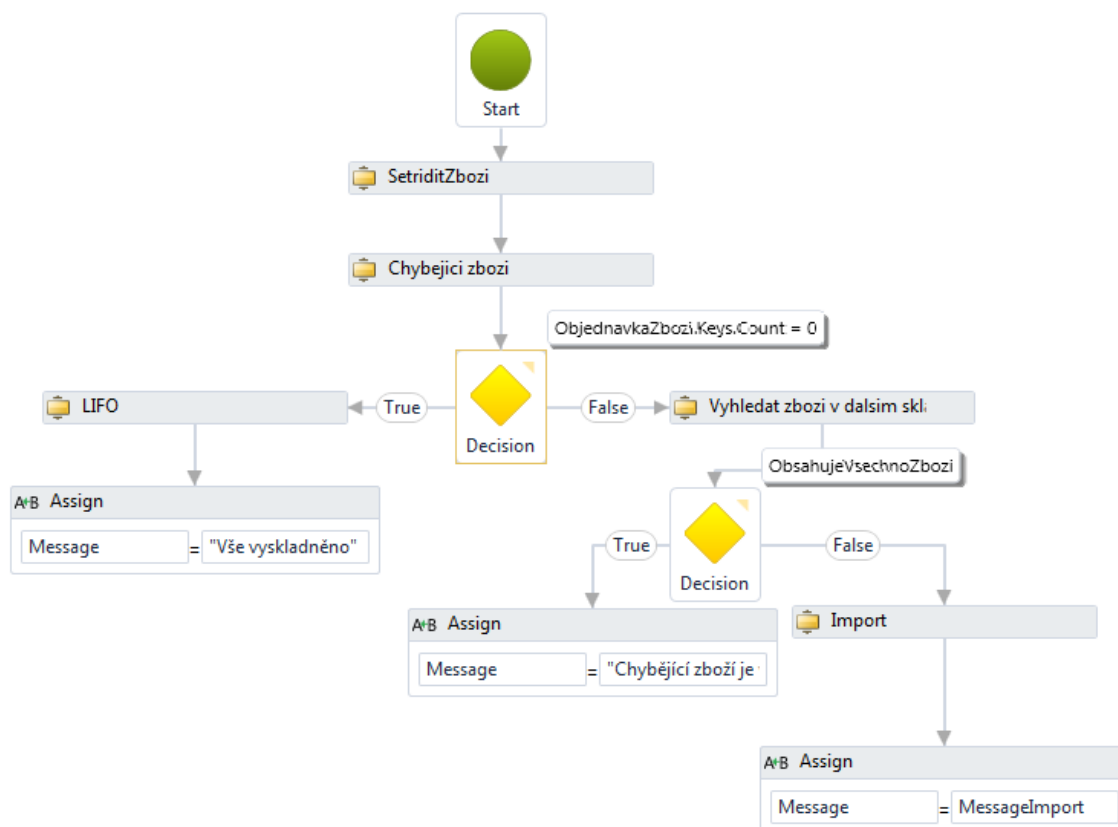 Start
SetriditZbozi
Chybejici zbozi
ObjednavkaZbozi.Keys.Count = 0
LIFO
True
Decision
False
Vyhledat zbozi v dalsim
ObsahujeVsechnoZbozi
A+B Assign
Message = "Vše vyskladněno"
True
Decision
False
A+B Assign
Message = "Chybějící zboží je
Import
A+B Assign
Message = MessageImport